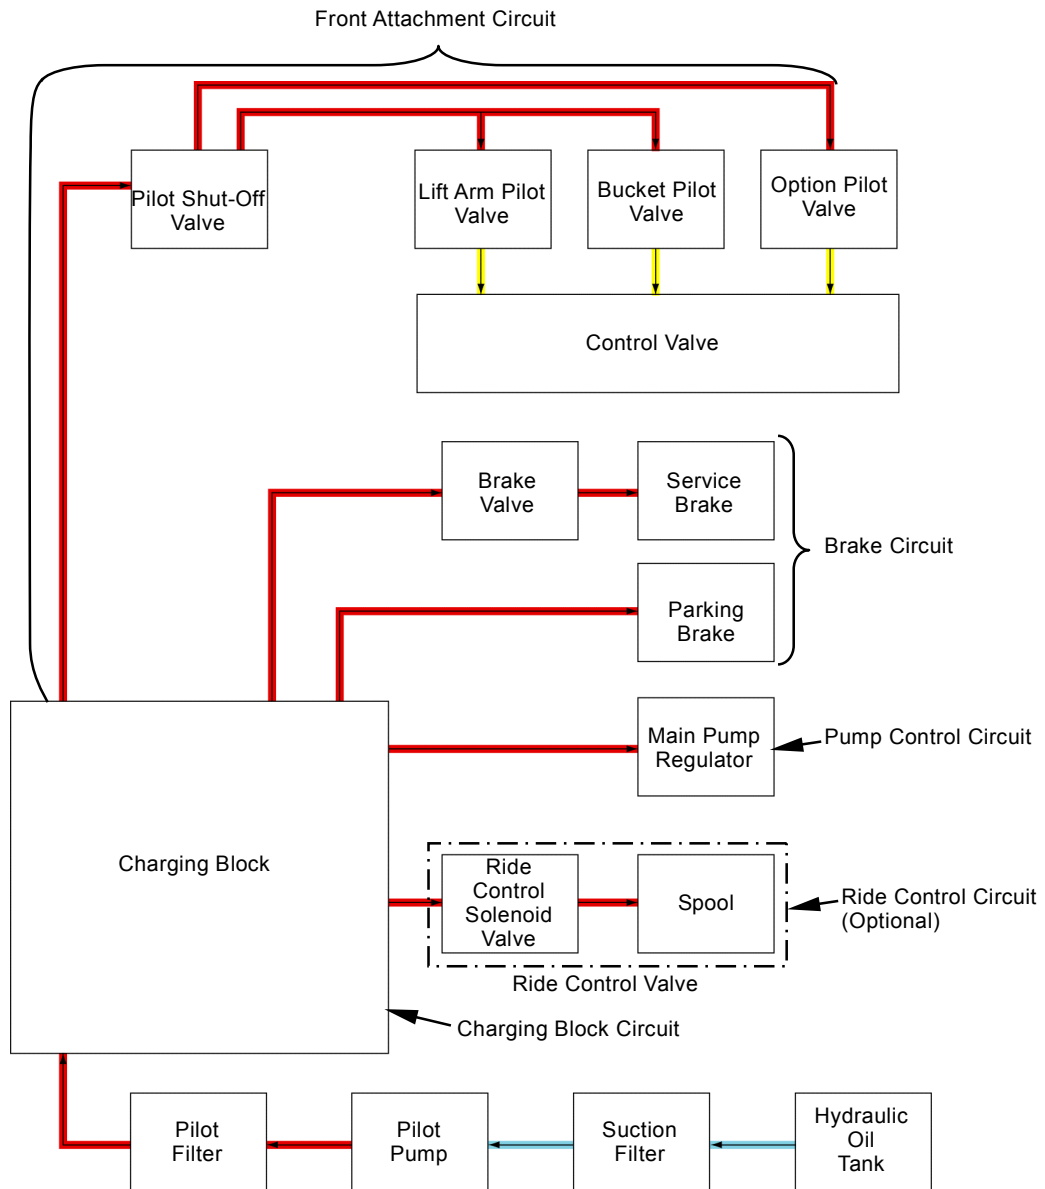 Front Attachment Circuit
Pilot Shut-Off
Valve
Lift Arm Pilot
Valve
Bucket Pilot
Valve
Option Pilot
Valve
Control Valve
Brake
Valve
Service
Brake
Brake Circuit
Parking
Brake
Main Pump
Regulator
Pump Control Circuit
Charging Block
Ride
Control
Solenoid
Valve
Spool
Ride Control Circuit
(Optional)
Ride Control Valve
Charging Block Circuit
Pilot
Filter
Pilot
Pump
Suction
Filter
Hydraulic
Oil
Tank